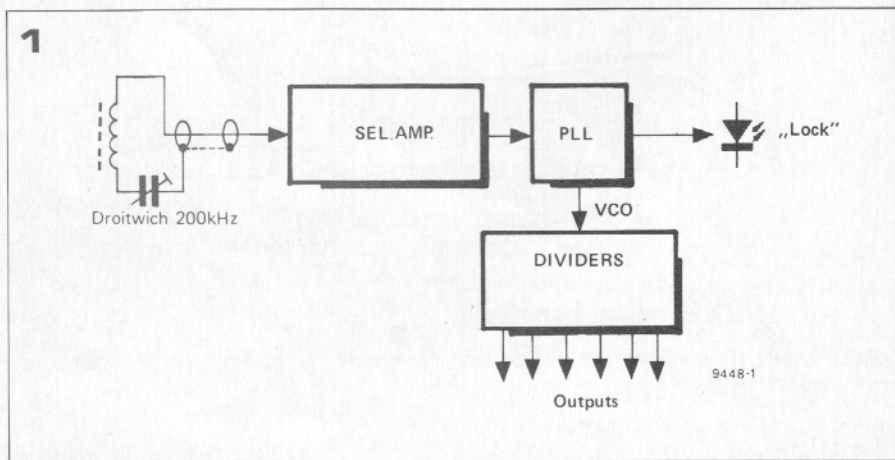 1
SEL.AMP.
PLL
„Lock"
Droitwich 200kHz
VCO
DIVIDERS
9448-1
Outputs